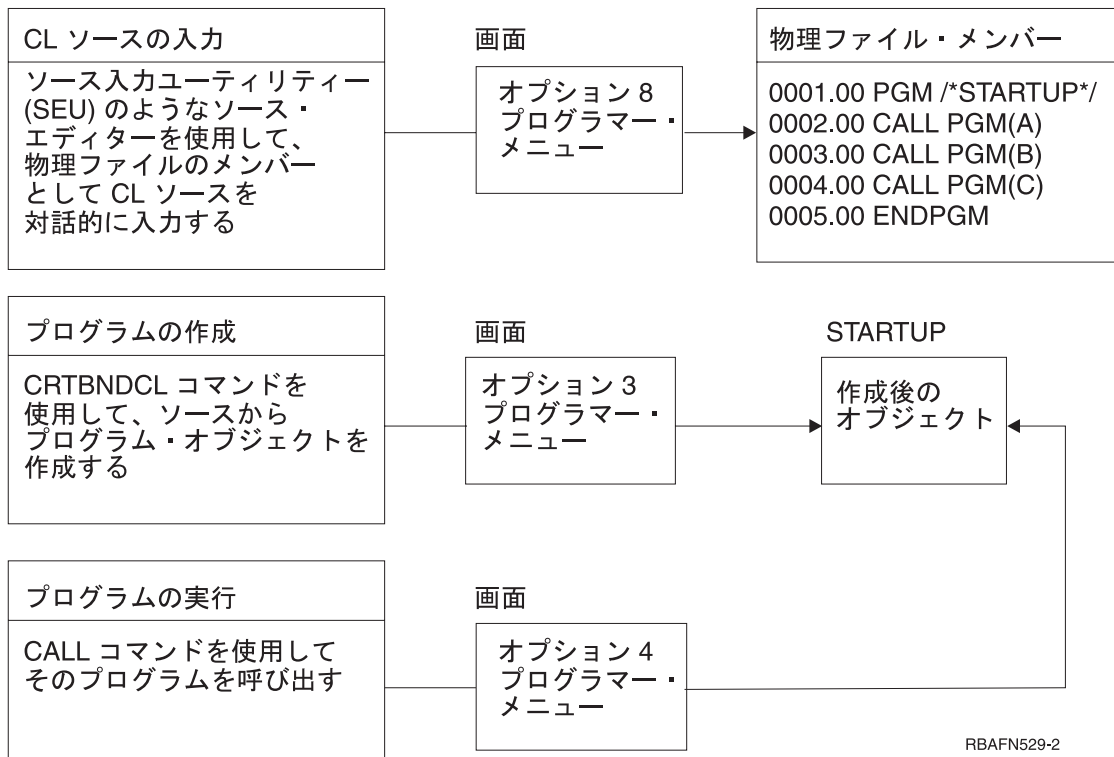 CL ソースの入力
ソース入力ユーティリティー
(SEU) のようなソース・
エディターを使用して、
物理ファイルのメンバー
として CL ソースを
対話的に入力する
画面
オプション 8
プログラマー・
メニュー
物理ファイル・メンバー
0001.00 PGM /*STARTUP*/
0002.00 CALL PGM(A)
0003.00 CALL PGM(B)
0004.00 CALL PGM(C)
0005.00 ENDPGM
プログラムの作成
CRTBNDCL コマンドを
使用して、ソースから
プログラム・オブジェクトを
作成する
画面
オプション 3
プログラマー・
メニュー
STARTUP
作成後の
オブジェクト
プログラムの実行
CALL コマンドを使用して
そのプログラムを呼び出す
画面
オプション 4
プログラマー・
メニュー
RBAFN529-2